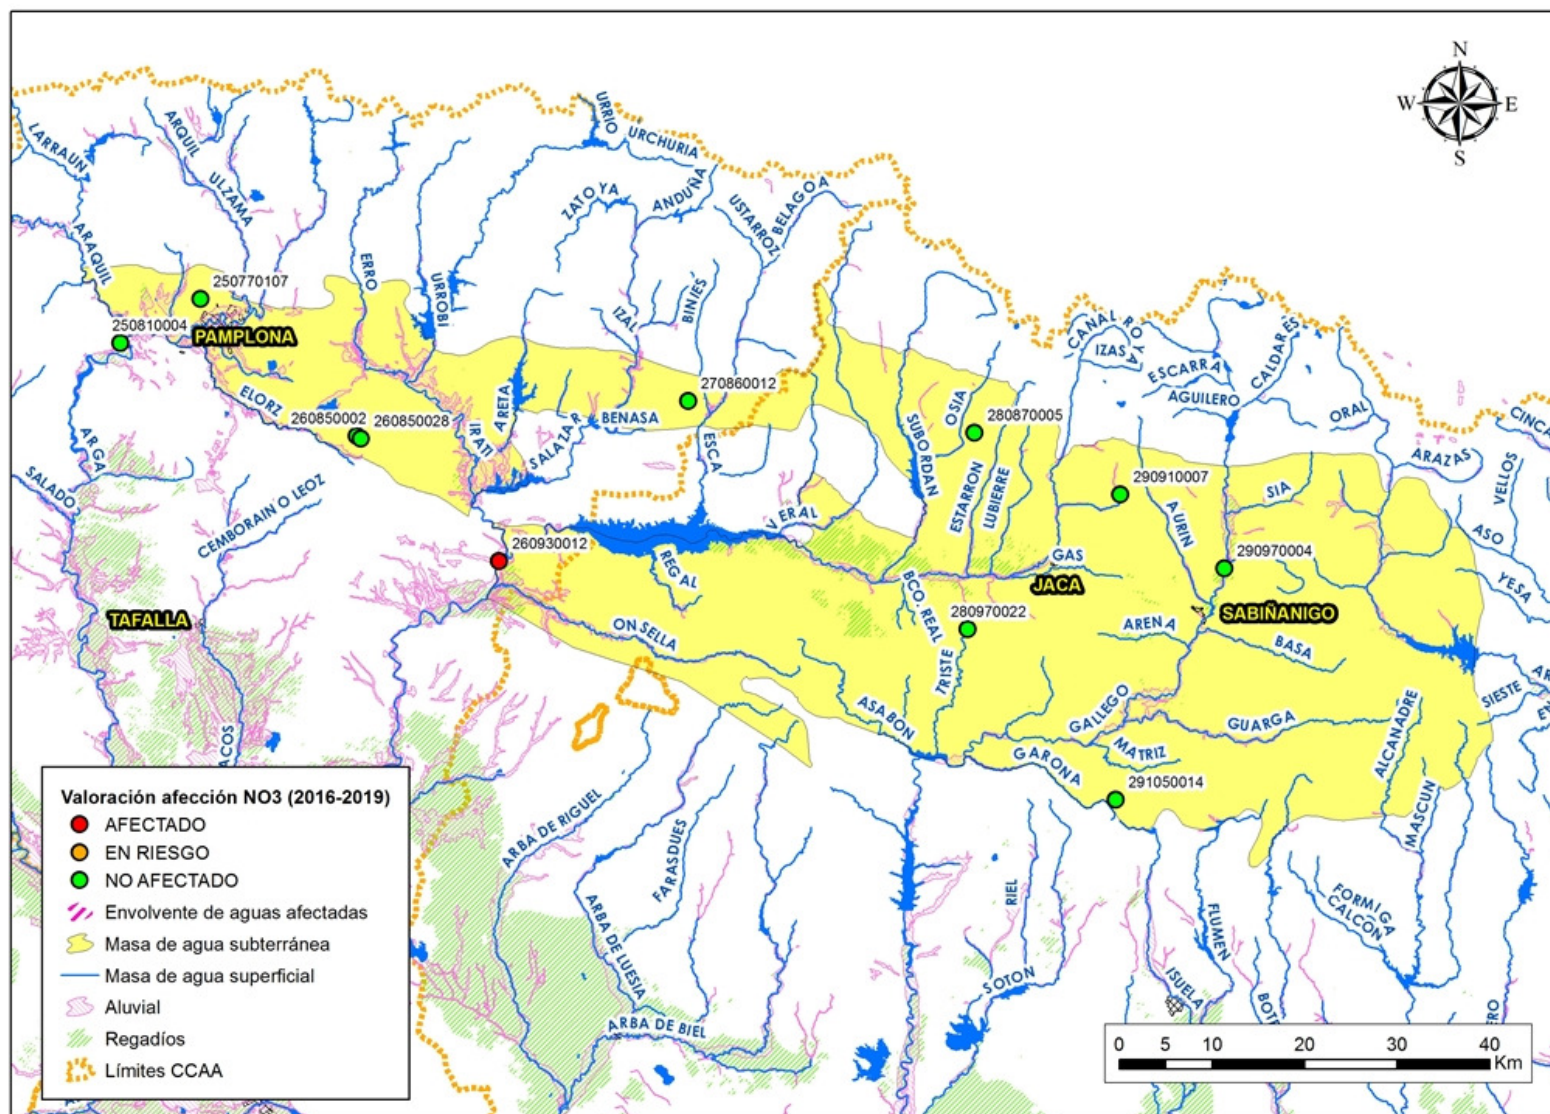 N
W
E
S
URRIO
URCHURIA
LARRAUN
ARQUIL
ULZAMA
ARAQUIL
ERRO
URROBI
ZATOYA
ANDUÑA
USTARROZ
BELAGOA
250770107
250810004
PAMPLONA
IZAL
BINIES
CANAL ROYA
IZAS
ESCARRA
CALDARES
AGUILERO
ORAL
CINCA
ELORZ
260850002
260850028
IRATI
ARETA
SALAZAR
BENASA
270860012
ESCA
SUBORDAN
OSIA
280870005
ESTARRON
LUBIERRE
290910007
AURIN
SIA
ARAZAS
VELLOS
ASO
YESA
ARGA
SALADO
CEMBORAIN O LEOZ
260930012
VERAL
REGAL
GAS
JACA
290970004
TAFALLA
ONSELLA
BCO. REAL
280970022
TRISTE
ARENA
SABIÑANIGO
BASA
ASABON
GALLEGO
GUARGA
MATRIZ
GARONA
ALCANADRE
SIESTE
291050014
MASCUN
ACOS
ARBA DE RIGUEL
FARASDUES
ARBA DE LUESIA
ARBA DE BIEL
RIEL
SOTON
ISUELA
FLUMEN
FORMIGA
CALCON
BOTE
ERO
Valoración afección NO3 (2016-2019)
AFECTADO
EN RIESGO
NO AFECTADO
Envolvente de aguas afectadas
Masa de agua subterránea
Masa de agua superficial
Aluvial
Regadíos
Límites CCAA
0 5 10 20 30 40
Km